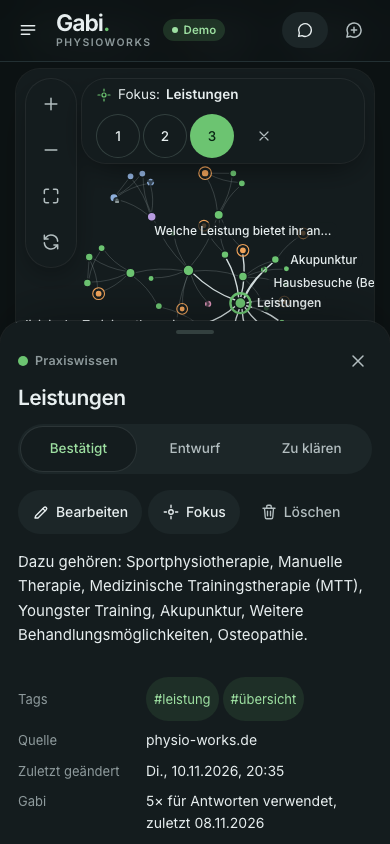 Gabi.
PHYSIOWORKS
Demo
Fokus: Leistungen
1 2 3
Welche Leistung bietet ihr an…
Akupunktur
Hausbesuche (Be
Leistungen
Praxiswissen
Leistungen
Bestätigt Entwurf Zu klären
Bearbeiten Fokus Löschen
Dazu gehören: Sportphysiotherapie, Manuelle
Therapie, Medizinische Trainingstherapie (MTT),
Youngster Training, Akupunktur, Weitere
Behandlungsmöglichkeiten, Osteopathie.
Tags #leistung #übersicht
Quelle physio-works.de
Zuletzt geändert Di., 10.11.2026, 20:35
Gabi 5× für Antworten verwendet,
zuletzt 08.11.2026